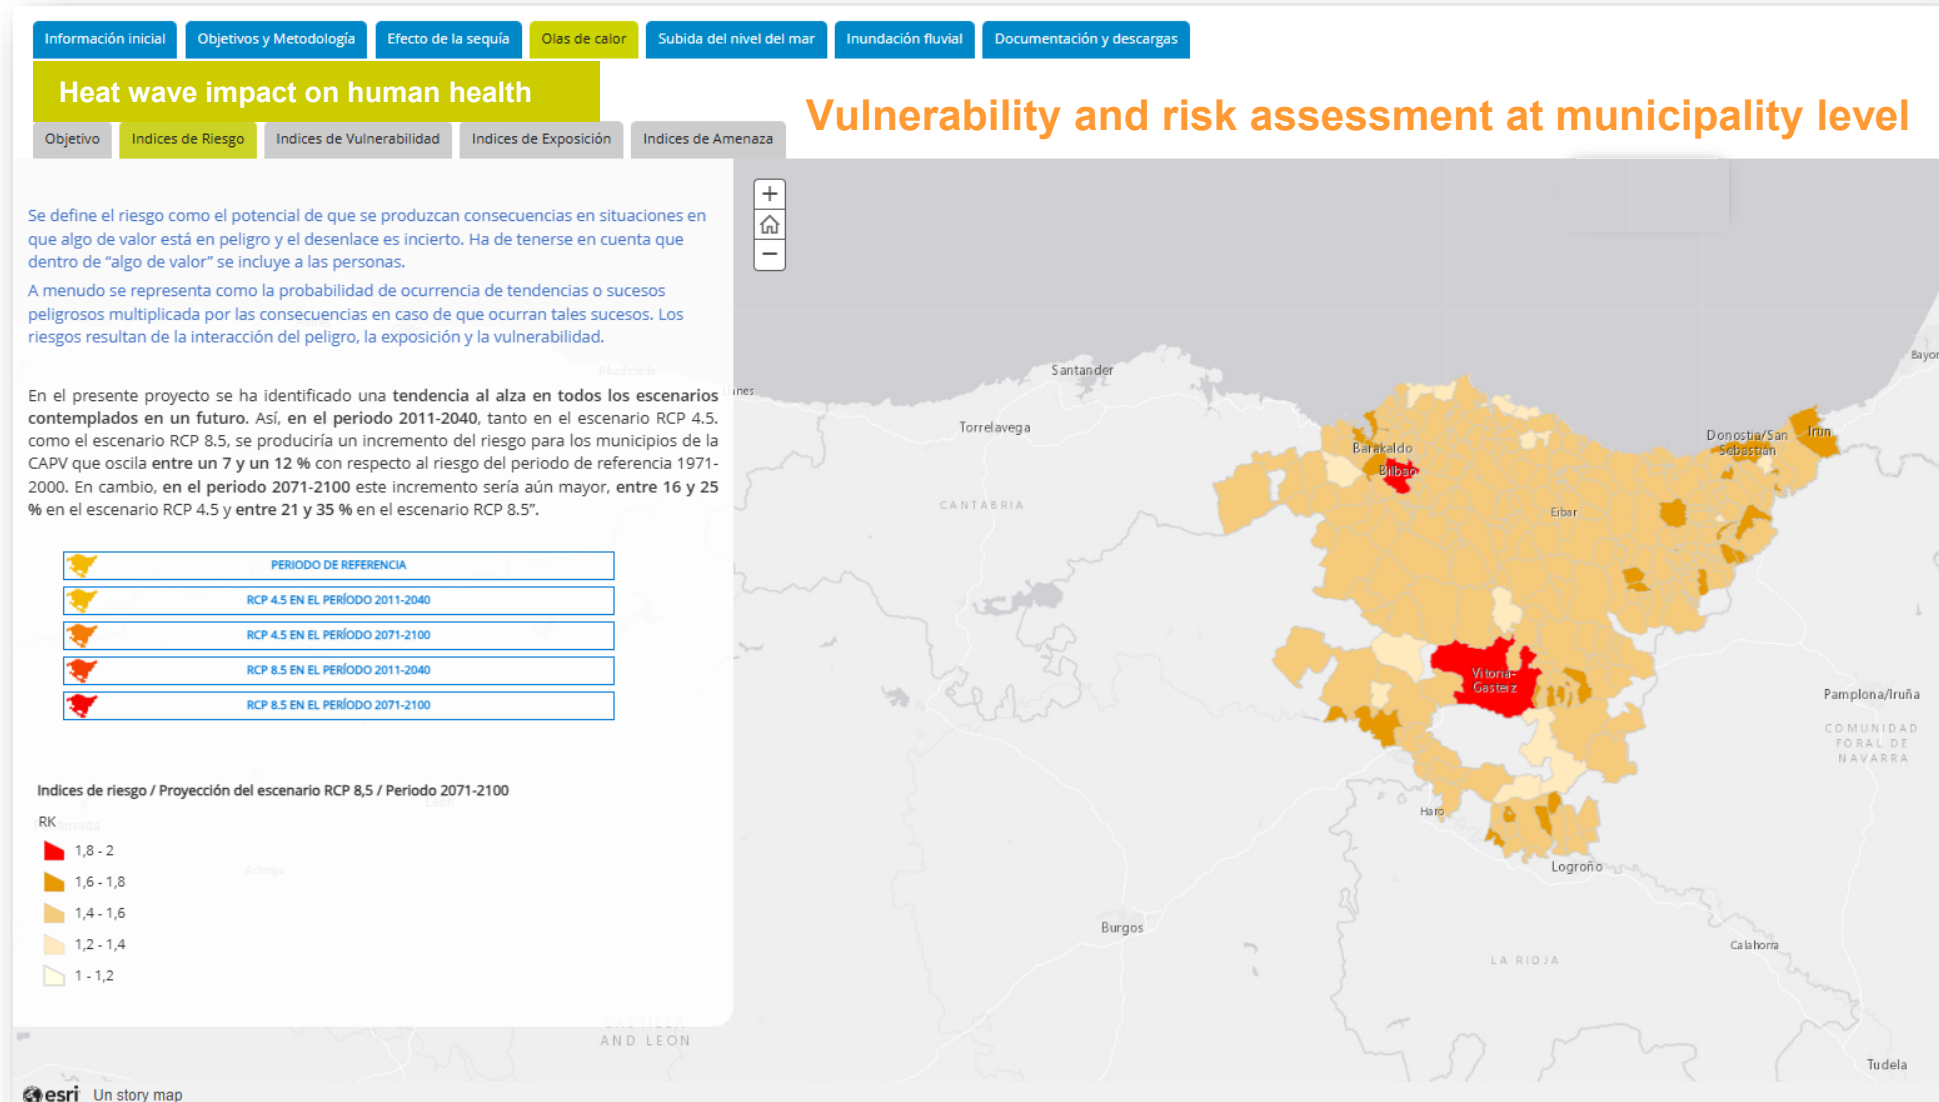 Información inicial
Objetivos y Metodología
Efecto de la sequía
Olas de calor
Subida del nivel del mar
Inundación fluvial
Documentación y descargas
Heat wave impact on human health
Vulnerability and risk assessment at municipality level
Objetivo
Indices de Riesgo
Indices de Vulnerabilidad
Indices de Exposición
Indices de Amenaza
Se define el riesgo como el potencial de que se produzcan consecuencias en situaciones en
que algo de valor está en peligro y el desenlace es incierto. Ha de tenerse en cuenta que
dentro de “algo de valor” se incluye a las personas.
A menudo se representa como la probabilidad de ocurrencia de tendencias o sucesos
peligrosos multiplicada por las consecuencias en caso de que ocurran tales sucesos. Los
riesgos resultan de la interacción del peligro, la exposición y la vulnerabilidad.
En el presente proyecto se ha identificado una tendencia al alza en todos los escenarios
contemplados en un futuro. Así, en el periodo 2011-2040, tanto en el escenario RCP 4.5.
como el escenario RCP 8.5, se produciría un incremento del riesgo para los municipios de la
CAPV que oscila entre un 7 y un 12 % con respecto al riesgo del periodo de referencia 1971-
2000. En cambio, en el periodo 2071-2100 este incremento sería aún mayor, entre 16 y 25
% en el escenario RCP 4.5 y entre 21 y 35 % en el escenario RCP 8.5”.
PERIODO DE REFERENCIA
RCP 4.5 EN EL PERÍODO 2011-2040
RCP 4.5 EN EL PERÍODO 2071-2100
RCP 8.5 EN EL PERÍODO 2011-2040
RCP 8.5 EN EL PERÍODO 2071-2100
Indices de riesgo / Proyección del escenario RCP 8,5 / Periodo 2071-2100
León
RK
1,8 - 2
1,6 - 1,8
Astorga
1,4 - 1,6
1,2 - 1,4
1 - 1,2
Ribadesella
Santander
Torrelavega
CANTABRIA
Barakaldo
Bilbao
Eibar
Donostia/San
Sebastián
Irun
Vitoria-
Gasteiz
Pamplona/Iruña
COMUNIDAD
FORAL DE
NAVARRA
Haro
Logroño
Burgos
LA RIOJA
Calahorra
CASTILLA
AND LEON
Tudela
esri Un story map